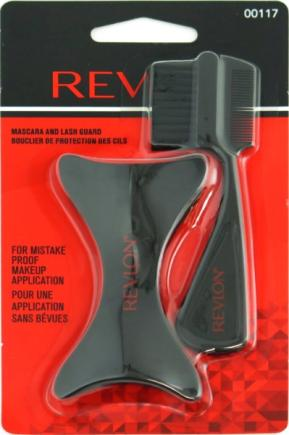 00117
REVLON
MASCARA AND LASH GUARD
BOUCLIER DE PROTECTION DES CILS
FOR MISTAKE
PROOF
MAKEUP
APPLICATION
POUR UNE
APPLICATION
SANS BÉVUES
REVLON®
REVLON®